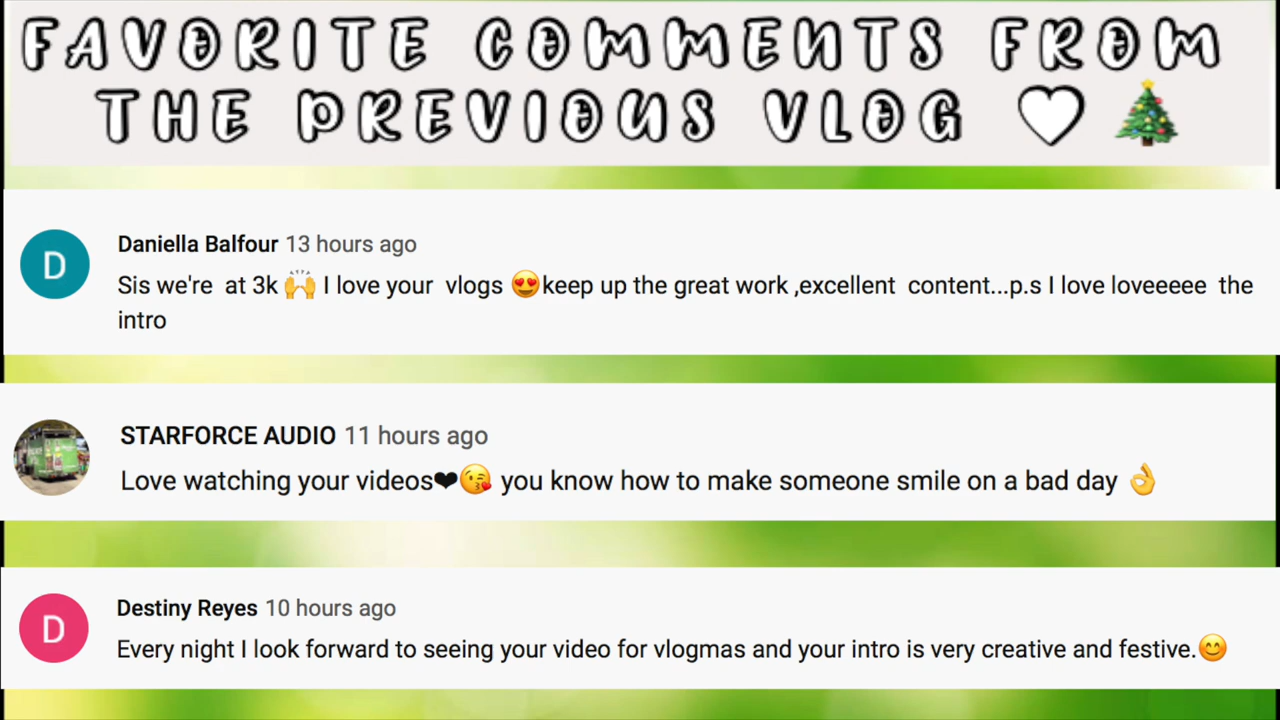 FAVORITE COMMENTS FROM
THE PREVIOUS VLOG 🤍 🎄
D
Daniella Balfour 13 hours ago
Sis we're at 3k 🙌 I love your vlogs 😍keep up the great work ,excellent content...p.s I love loveeeee the
intro
STARFORCE AUDIO 11 hours ago
Love watching your videos❤😘 you know how to make someone smile on a bad day 👌
D
Destiny Reyes 10 hours ago
Every night I look forward to seeing your video for vlogmas and your intro is very creative and festive.😊